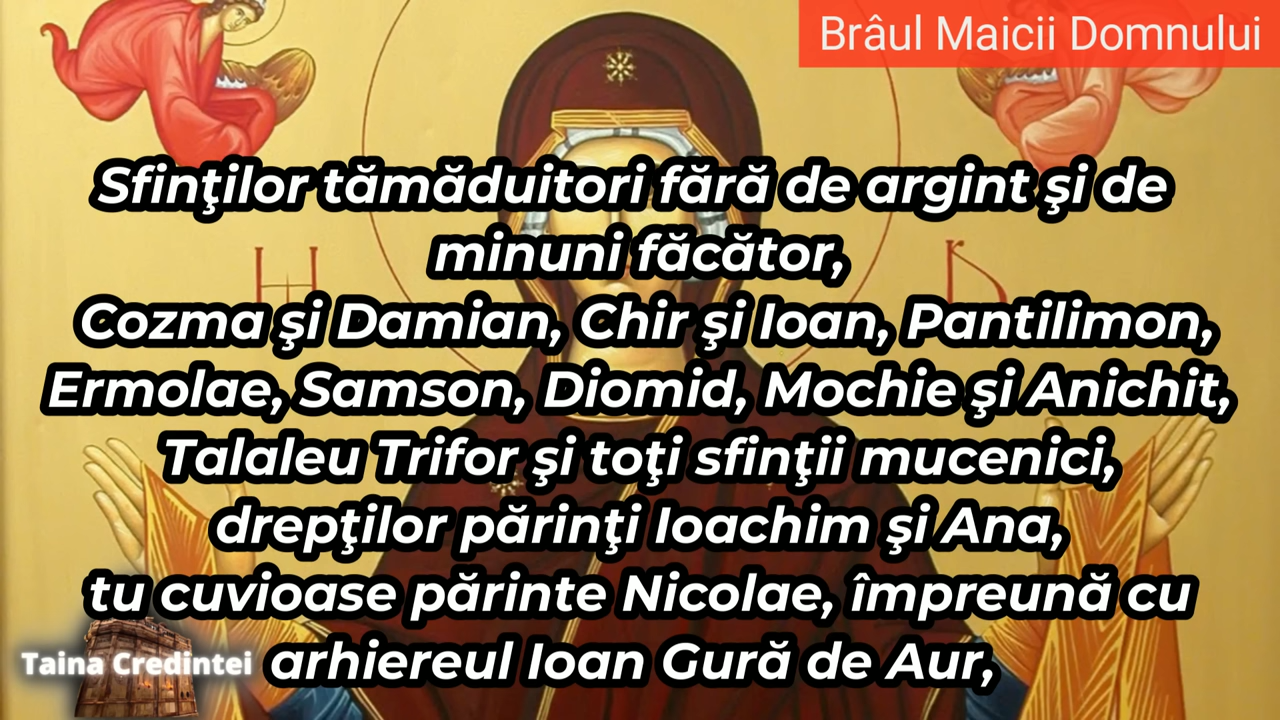 Brâul Maicii Domnului
Sfinţilor tămăduitori fără de argint şi de
minuni făcător,
Cozma şi Damian, Chir şi Ioan, Pantilimon,
Ermolae, Samson, Diomid, Mochie şi Anichit,
Talaleu Trifor şi toţi sfinţii mucenici,
drepţilor părinţi Ioachim şi Ana,
tu cuvioase părinte Nicolae, împreună cu
arhiereul Ioan Gură de Aur,
Taina Credintei